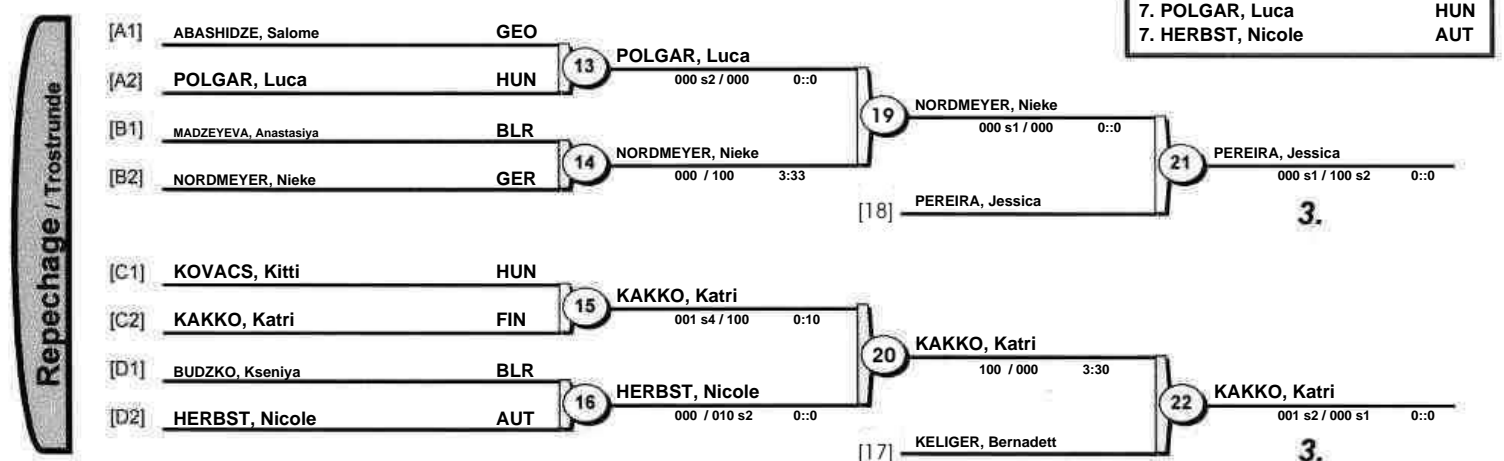 7. POLGAR, Luca HUN
7. HERBST, Nicole AUT
Repechage / Trostrunde
[A1] ABASHIDZE, Salome GEO
[A2] POLGAR, Luca HUN
13 POLGAR, Luca
000 s2 / 000 0::0
[B1] MADZEYEVA, Anastasiya BLR
[B2] NORDMEYER, Nieke GER
14 NORDMEYER, Nieke
000 / 100 3:33
19 NORDMEYER, Nieke
000 s1 / 000 0::0
[18] PEREIRA, Jessica
21 PEREIRA, Jessica
000 s1 / 100 s2 0::0
3.
[C1] KOVACS, Kitti HUN
[C2] KAKKO, Katri FIN
15 KAKKO, Katri
001 s4 / 100 0:10
[D1] BUDZKO, Kseniya BLR
[D2] HERBST, Nicole AUT
16 HERBST, Nicole
000 / 010 s2 0::0
20 KAKKO, Katri
100 / 000 3:30
[17] KELIGER, Bernadett
22 KAKKO, Katri
001 s2 / 000 s1 0::0
3.